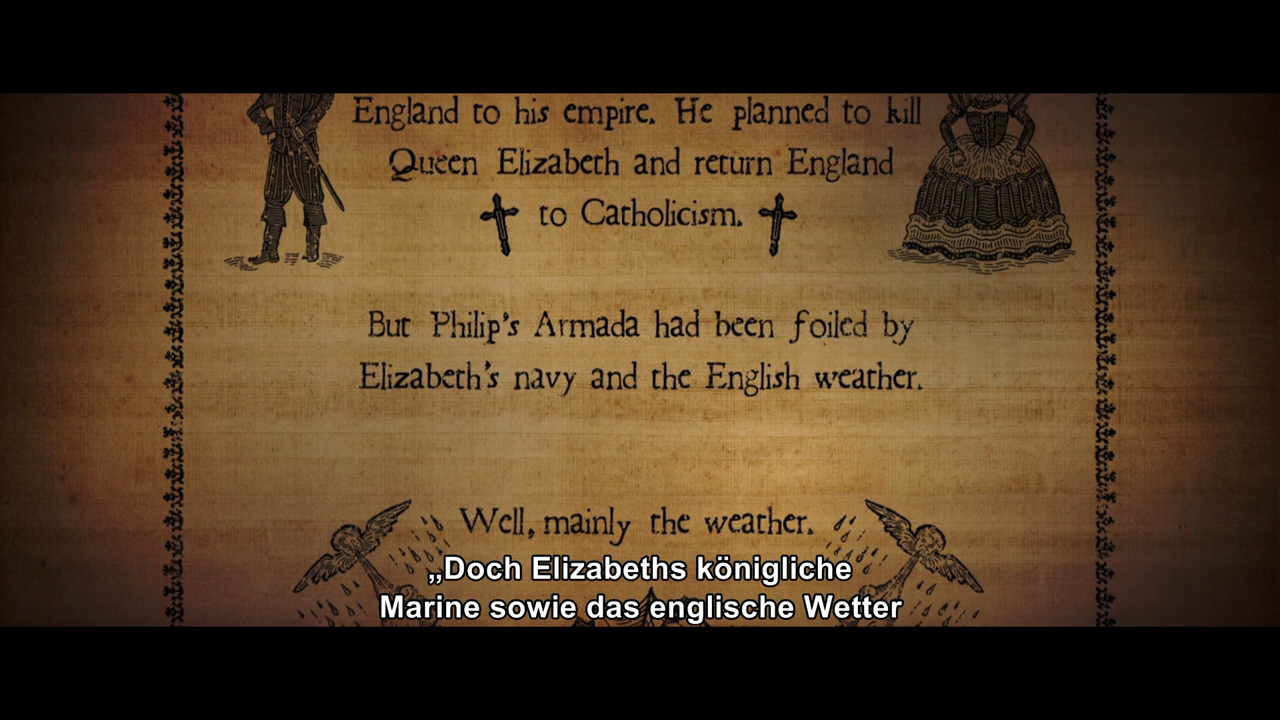 England to his empire. He planned to kill
Queen Elizabeth and return England
to Catholicism.
But Philip's Armada had been foiled by
Elizabeth's navy and the English weather.
Well, mainly the weather.
„Doch Elizabeths königliche
Marine sowie das englische Wetter